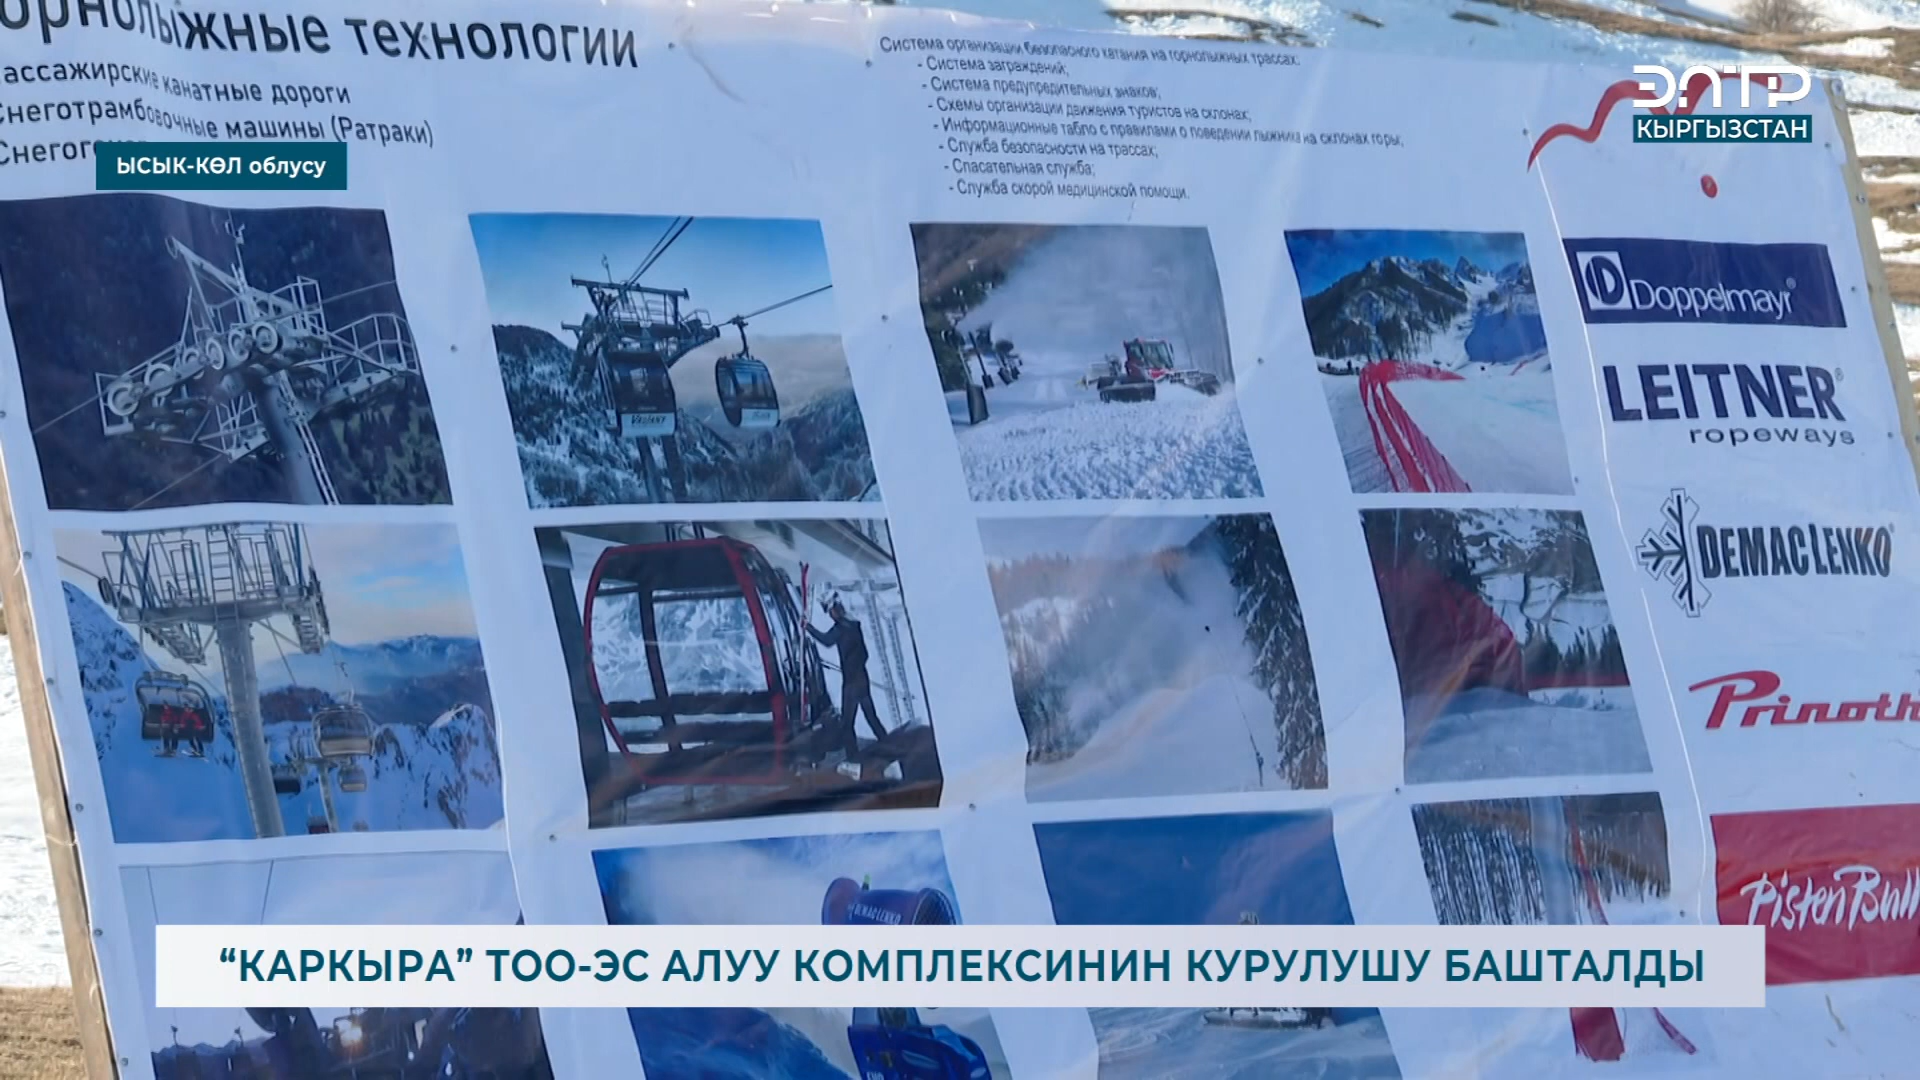 орнолыжные технологии
ассажирские канатные дороги
Снеготрамбовочные машины (Ратраки)
Система организации безопасного катания на горнолыжных трассах:
- Система заграждений;
- Система предупредительных знаков;
- Схемы организации движения туристов на склонах;
- Информационные табло с правилами о поведении лыжника на склонах горы;
- Служба безопасности на трассах;
- Спасательная служба;
- Служба скорой медицинской помощи.
ЭЛТР
КЫРГЫЗСТАН
ЫСЫК-КӨЛ облусу
Doppelmayr®
LEITNER®
ropeways
DEMACLENKO®
Prinoth
PistenBull
DEMACLENKO
“КАРКЫРА” ТОО-ЭС АЛУУ КОМПЛЕКСИНИН КУРУЛУШУ БАШТАЛДЫ